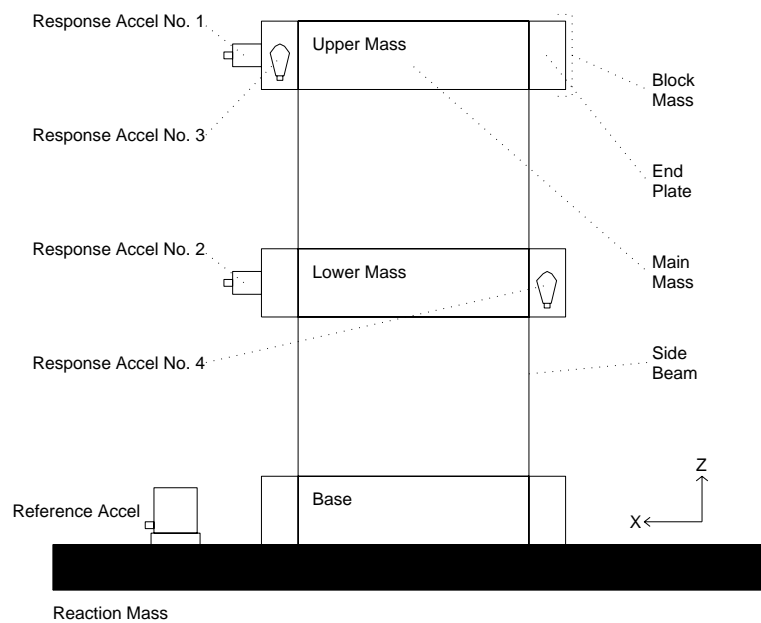 Response Accel No. 1
Upper Mass
Block
Mass
Response Accel No. 3
End
Plate
Response Accel No. 2
Lower Mass
Main
Mass
Response Accel No. 4
Side
Beam
Z
Base
Reference Accel
X
Reaction Mass